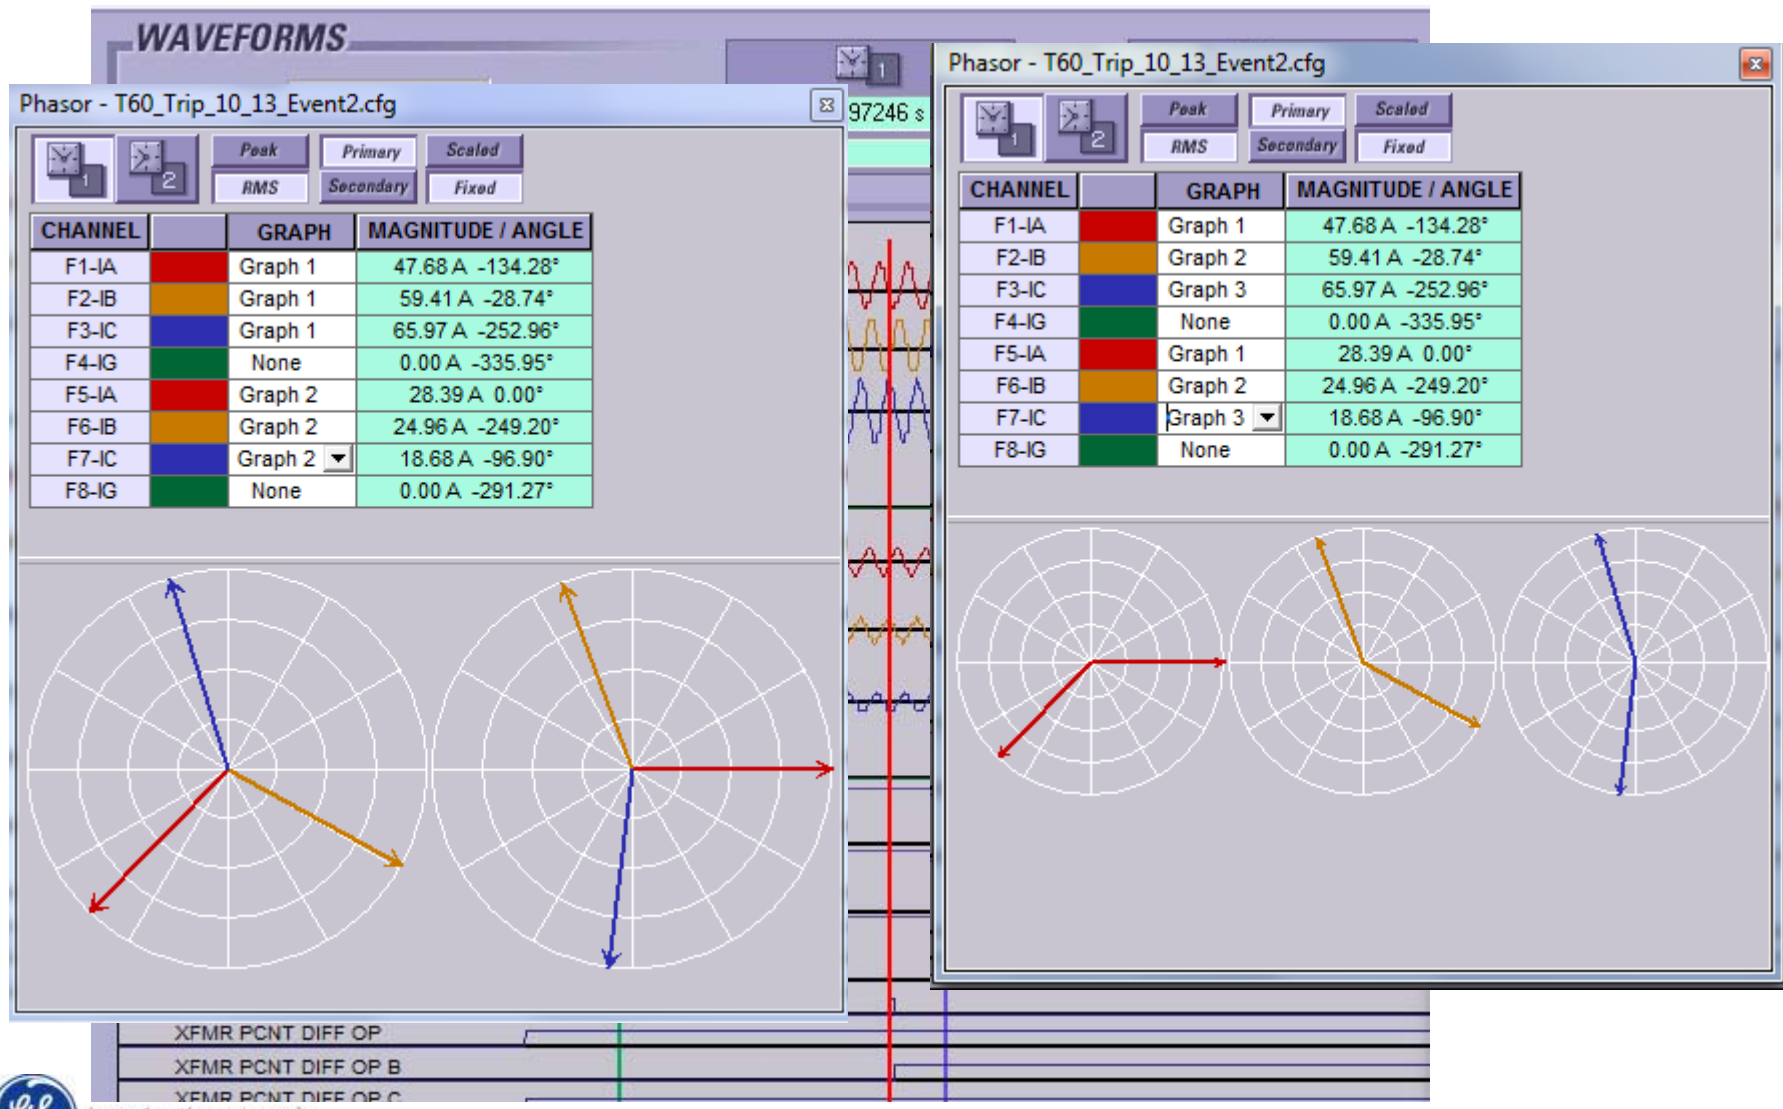 WAVEFORMS
1
97246 s
Phasor - T60_Trip_10_13_Event2.cfg
1 2 Peak Primary Scaled
RMS Secondary Fixed
CHANNEL GRAPH MAGNITUDE / ANGLE
F1-IA Graph 1 47.68 A -134.28°
F2-IB Graph 1 59.41 A -28.74°
F3-IC Graph 1 65.97 A -252.96°
F4-IG None 0.00 A -335.95°
F5-IA Graph 2 28.39 A 0.00°
F6-IB Graph 2 24.96 A -249.20°
F7-IC Graph 2 18.68 A -96.90°
F8-IG None 0.00 A -291.27°
Phasor - T60_Trip_10_13_Event2.cfg
1 2 Peak Primary Scaled
RMS Secondary Fixed
CHANNEL GRAPH MAGNITUDE / ANGLE
F1-IA Graph 1 47.68 A -134.28°
F2-IB Graph 2 59.41 A -28.74°
F3-IC Graph 3 65.97 A -252.96°
F4-IG None 0.00 A -335.95°
F5-IA Graph 1 28.39 A 0.00°
F6-IB Graph 2 24.96 A -249.20°
F7-IC Graph 3 18.68 A -96.90°
F8-IG None 0.00 A -291.27°
XFMR PCNT DIFF OP
XFMR PCNT DIFF OP B
XFMR PCNT DIFF OP C